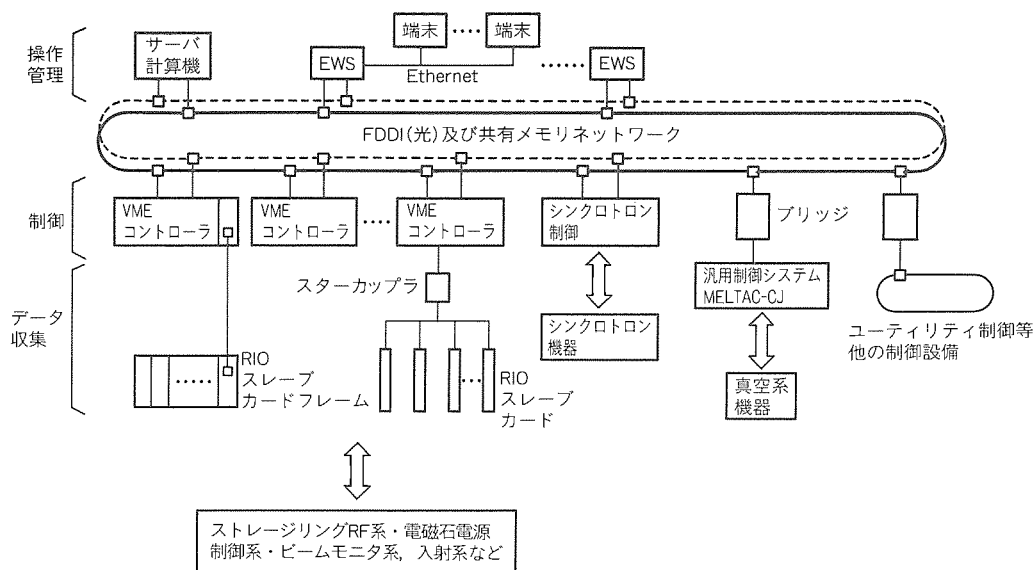 操作
管理
サーバ
計算機
EWS
端末
端末
Ethernet
EWS
FDDI(光)及び共有メモリネットワーク
制御
VME
コントローラ
VME
コントローラ
VME
コントローラ
シンクロトロン
制御
ブリッジ
データ
収集
スターカップラ
汎用制御システム
MELTAC-CJ
ユーティリティ制御等
他の制御設備
シンクロトロン
機器
RIO
スレーブ
カードフレーム
RIO
スレーブ
カード
真空系
機器
ストレージリングRF系・電磁石電源
制御系・ビームモニタ系，入射系など